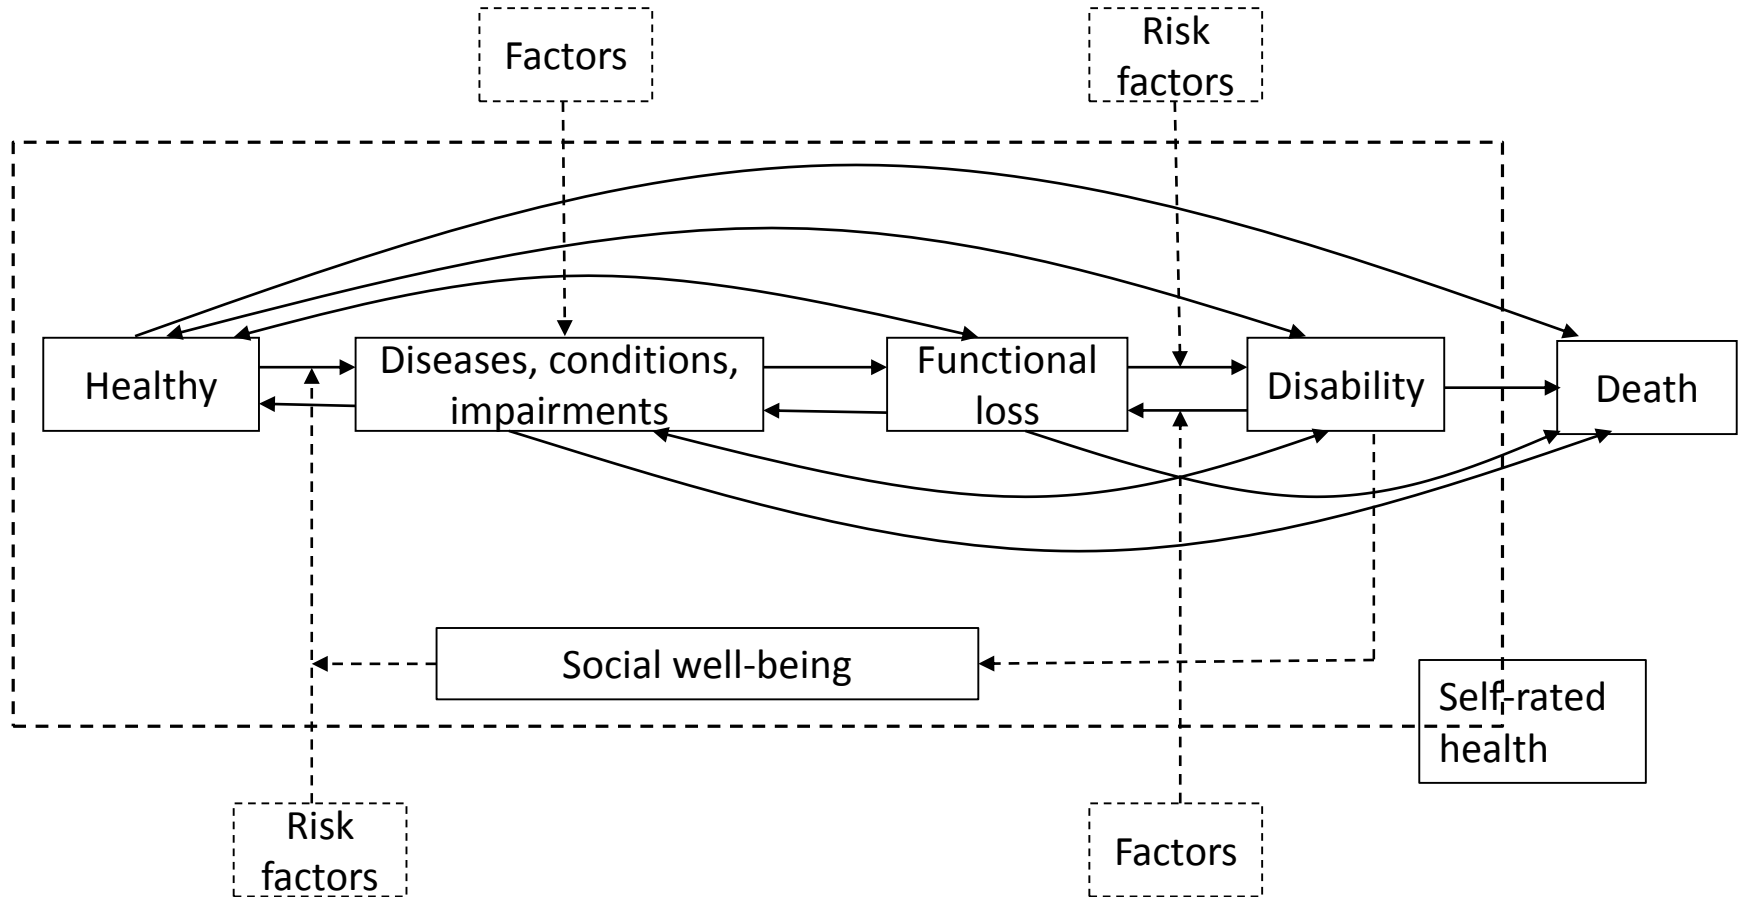 Factors
Risk
factors
Healthy
Diseases, conditions,
impairments
Functional
loss
Disability
Death
Social well-being
Self-rated
health
Risk
factors
Factors